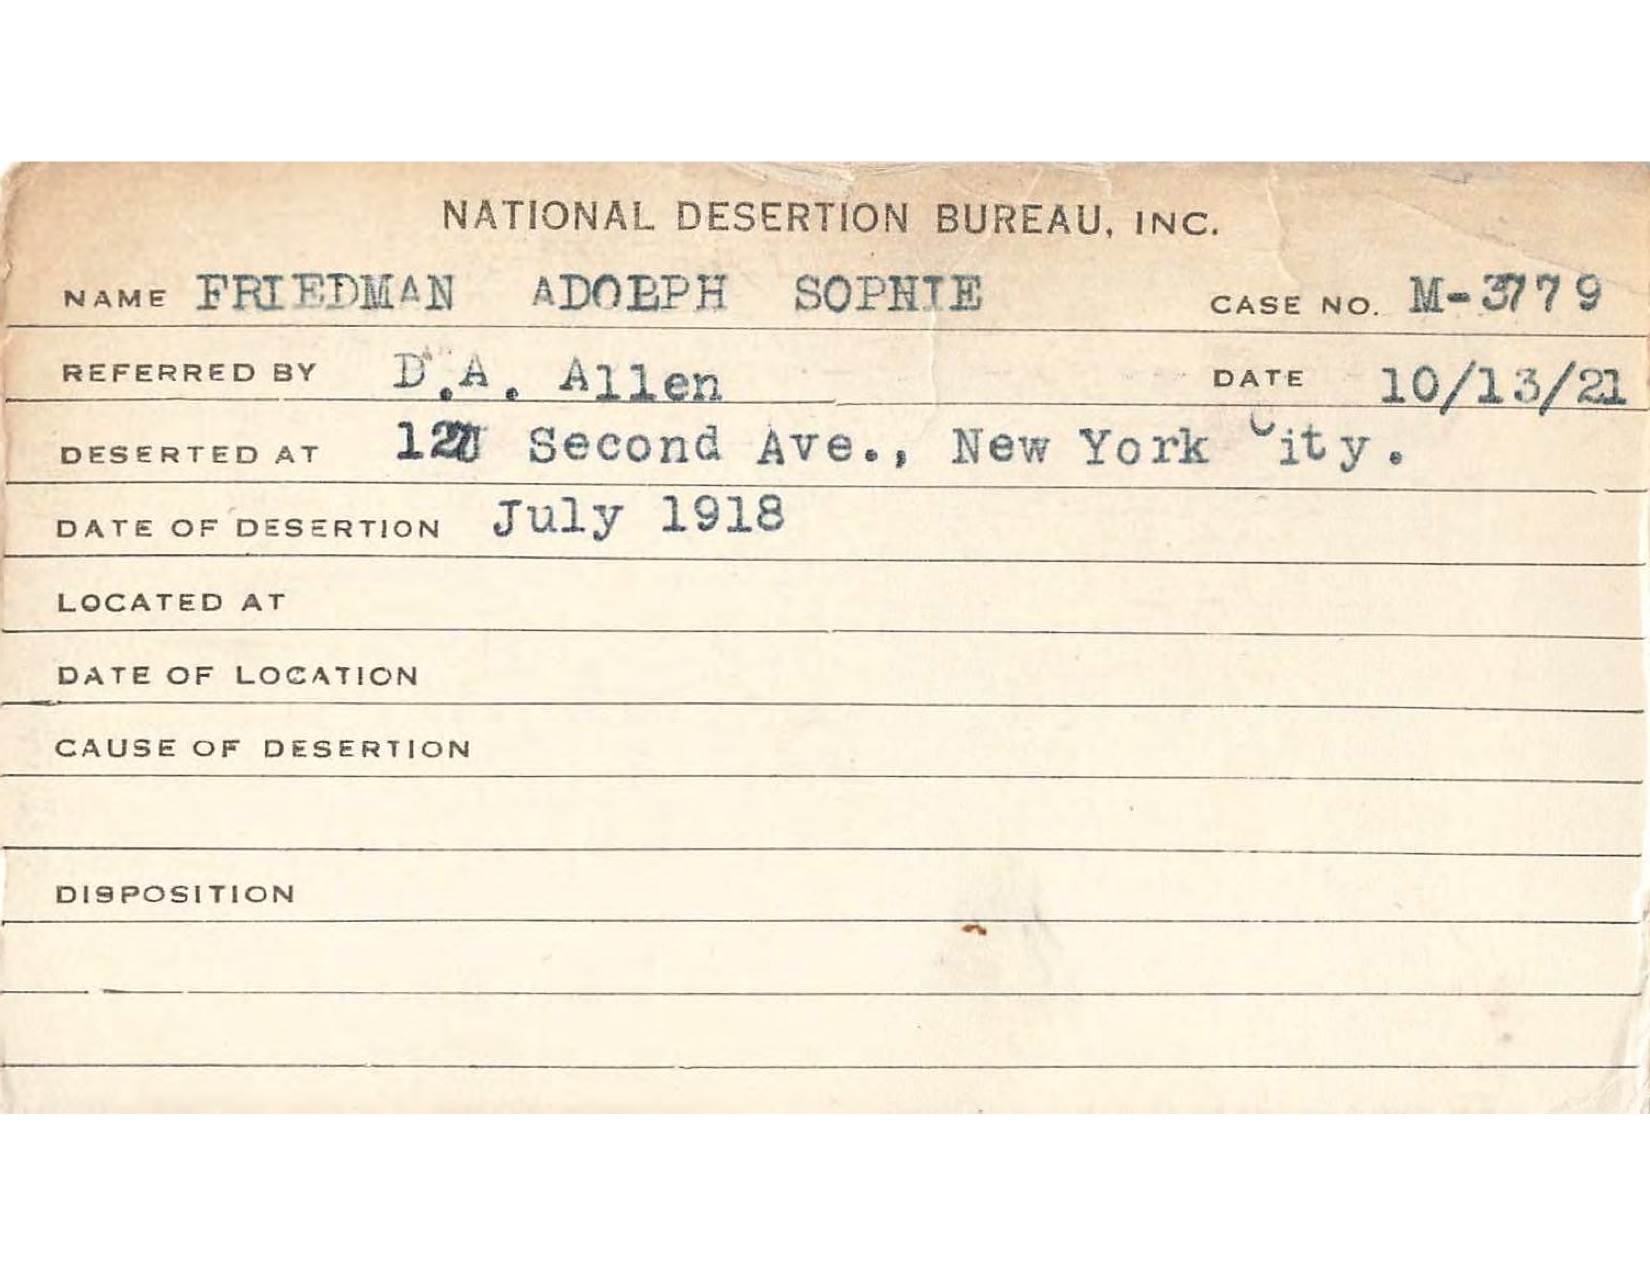 NATIONAL DESERTION BUREAU, INC.
NAME FRIEDMAN ADOLPH SOPHIE CASE NO. M-3779
REFERRED BY D.A. Allen DATE 10/13/21
DESERTED AT Second Ave., New York City.
DATE OF DESERTION July 1918
LOCATED AT
DATE OF LOCATION
CAUSE OF DESERTION
DISPOSITION